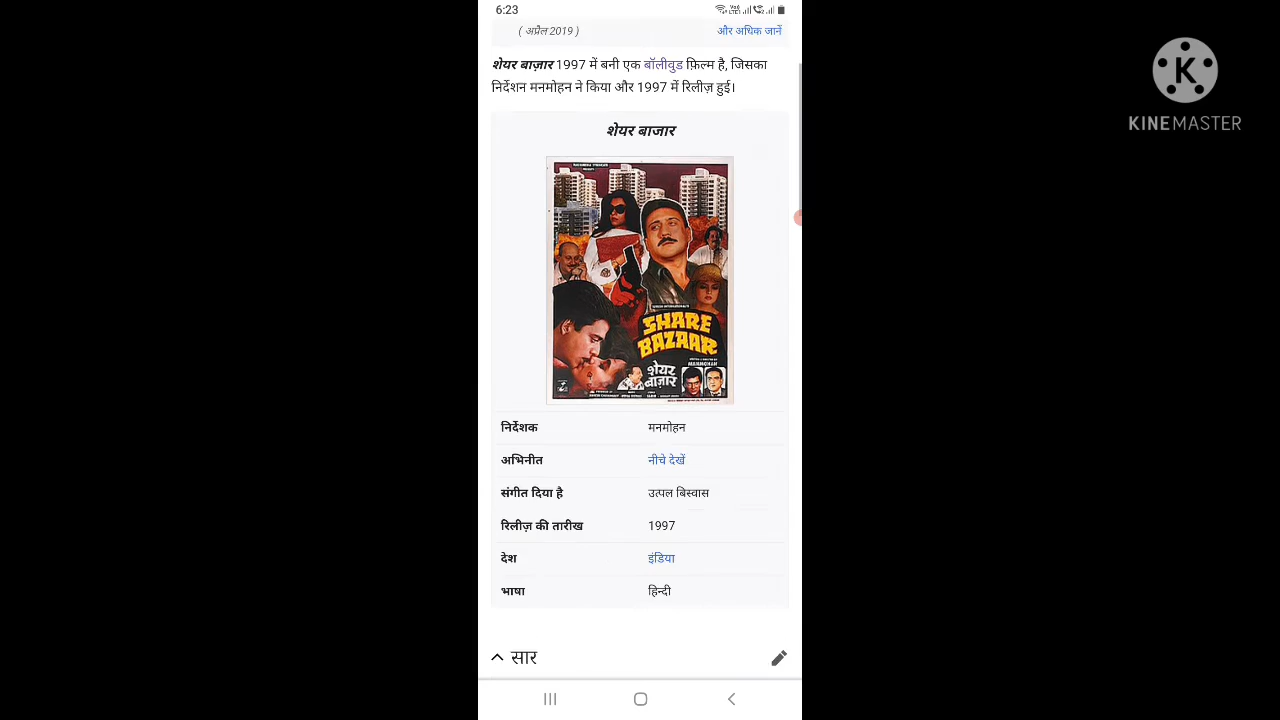 6:23
( अप्रैल 2019 ) और अधिक जानें
शेयर बाज़ार 1997 में बनी एक बॉलीवुड फ़िल्म है, जिसका
निर्देशन मनमोहन ने किया और 1997 में रिलीज़ हुई।
शेयर बाजार
SHARE
BAZAAR
MANMOHAN
शेयर
बाज़ार
निर्देशक मनमोहन
अभिनीत नीचे देखें
संगीत दिया है उत्पल बिस्वास
रिलीज़ की तारीख 1997
देश इंडिया
भाषा हिन्दी
सार
K
KINEMASTER